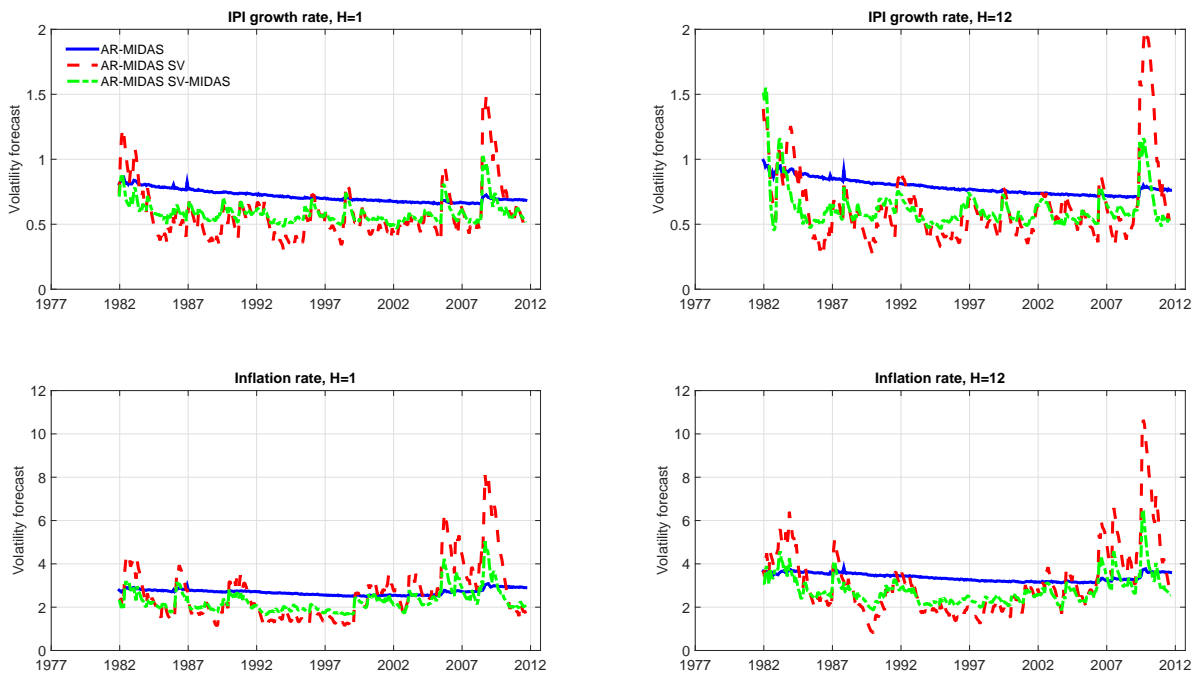 IPI growth rate, H=1
Volatility forecast
2
1.5
1
0.5
0
AR-MIDAS
AR-MIDAS SV
AR-MIDAS SV-MIDAS
1977 1982 1987 1992 1997 2002 2007 2012
IPI growth rate, H=12
Volatility forecast
2
1.5
1
0.5
0
1977 1982 1987 1992 1997 2002 2007 2012
Inflation rate, H=1
Volatility forecast
12
10
8
6
4
2
0
1977 1982 1987 1992 1997 2002 2007 2012
Inflation rate, H=12
Volatility forecast
12
10
8
6
4
2
0
1977 1982 1987 1992 1997 2002 2007 2012